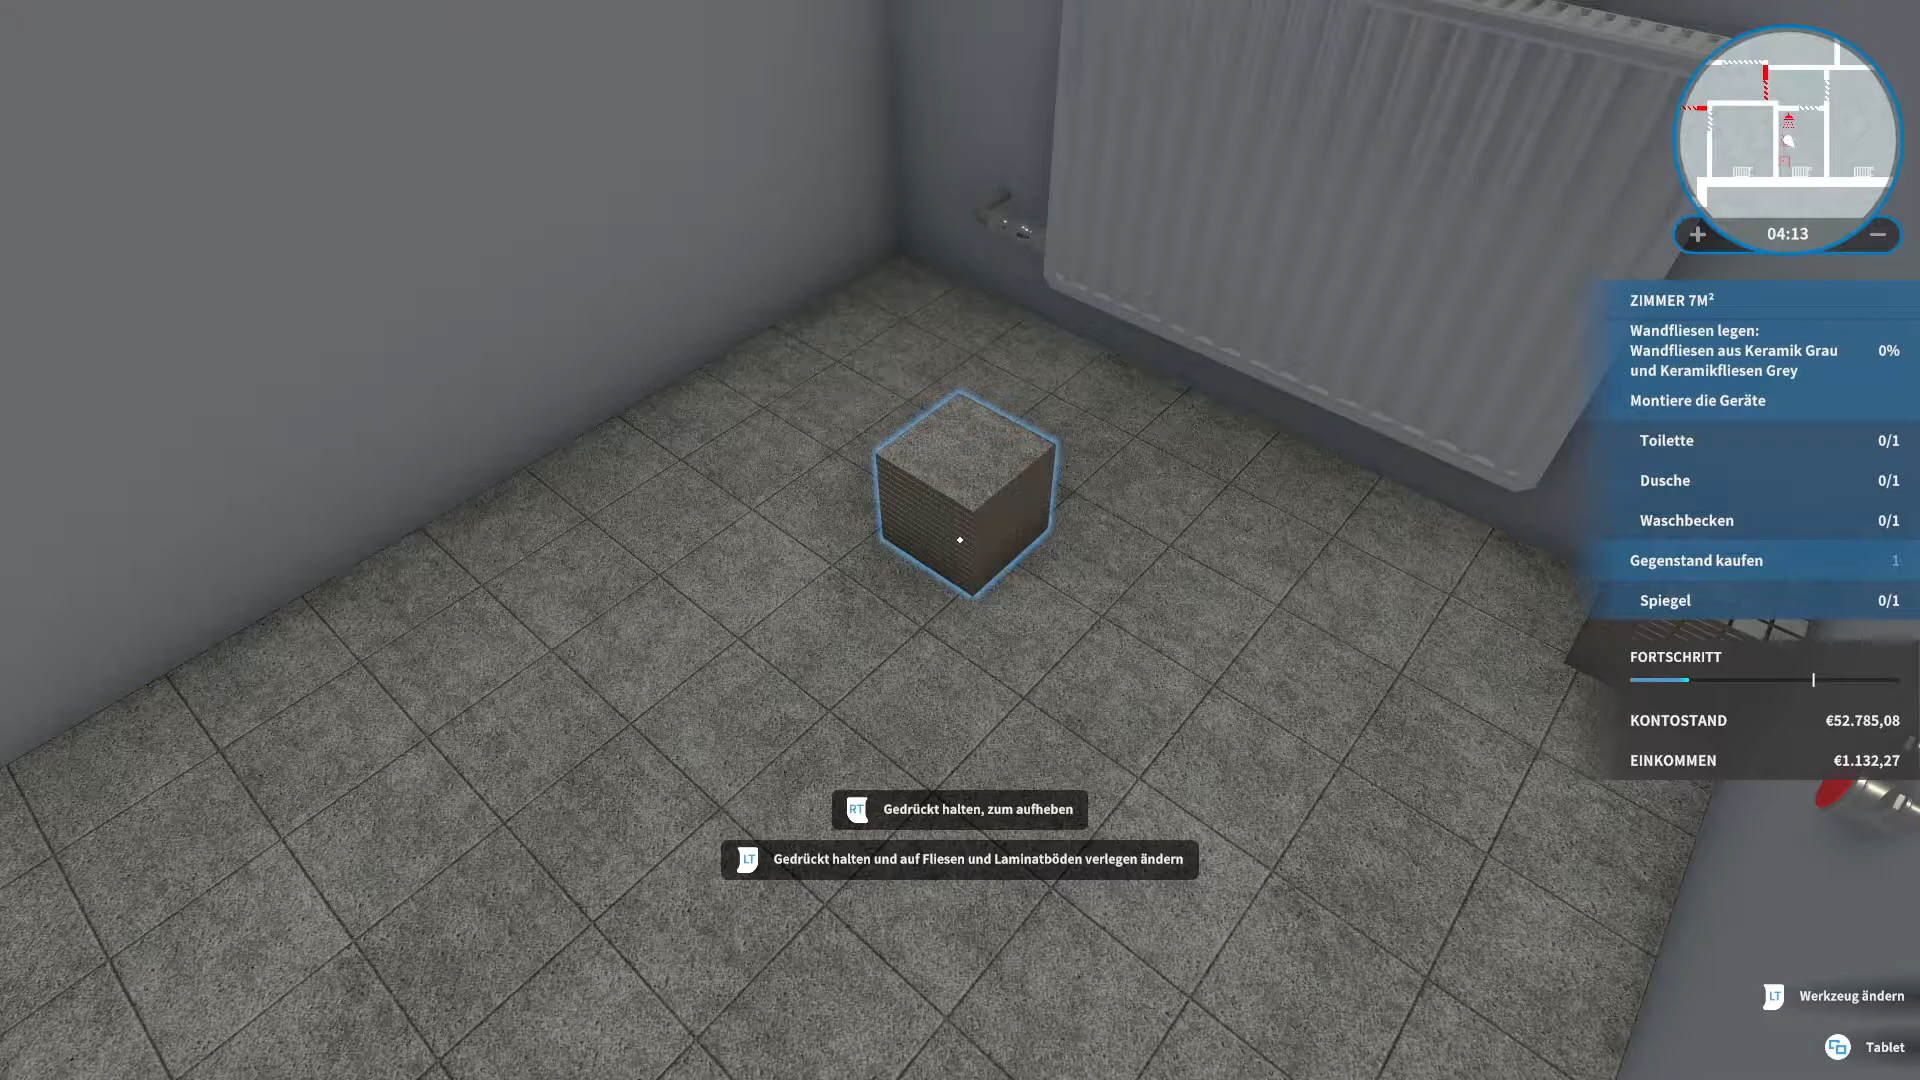 04:13
ZIMMER 7M²
Wandfliesen legen:
Wandfliesen aus Keramik Grau 0%
und Keramikfliesen Grey
Montiere die Geräte
Toilette 0/1
Dusche 0/1
Waschbecken 0/1
Gegenstand kaufen 1
Spiegel 0/1
FORTSCHRITT
KONTOSTAND €52.785,08
EINKOMMEN €1.132,27
RT Gedrückt halten, zum aufheben
LT Gedrückt halten und auf Fliesen und Laminatböden verlegen ändern
LT Werkzeug ändern
Tablet